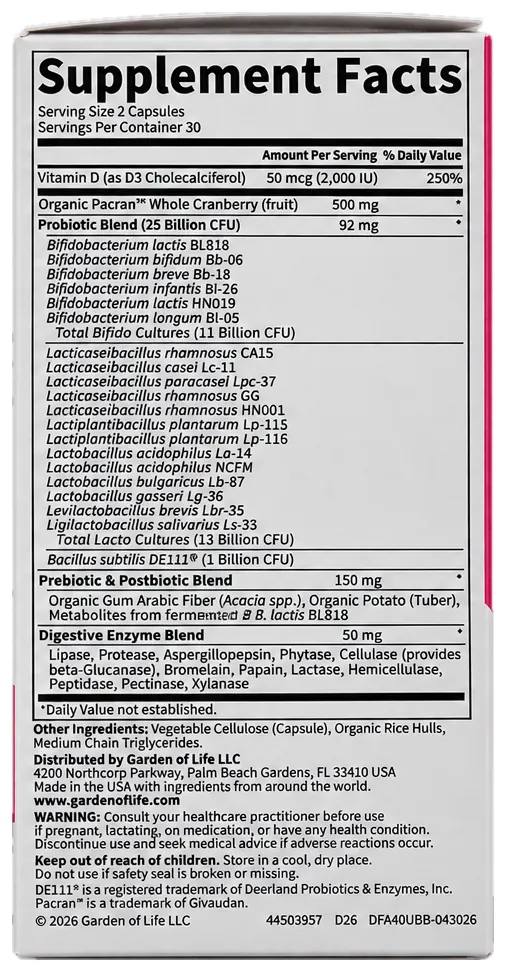 Supplement Facts
Serving Size 2 Capsules
Servings Per Container 30
Amount Per Serving % Daily Value
Vitamin D (as D3 Cholecalciferol) 50 mcg (2,000 IU) 250%
Organic Pacran™ Whole Cranberry (fruit) 500 mg *
Probiotic Blend (25 Billion CFU) 92 mg *
Bifidobacterium lactis BL818
Bifidobacterium bifidum Bb-06
Bifidobacterium breve Bb-18
Bifidobacterium infantis Bl-26
Bifidobacterium lactis HN019
Bifidobacterium longum Bl-05
Total Bifido Cultures (11 Billion CFU)
Lacticaseibacillus rhamnosus CA15
Lacticaseibacillus casei Lc-11
Lacticaseibacillus paracasei Lpc-37
Lacticaseibacillus rhamnosus GG
Lacticaseibacillus rhamnosus HN001
Lactiplantibacillus plantarum Lp-115
Lactiplantibacillus plantarum Lp-116
Lactobacillus acidophilus La-14
Lactobacillus acidophilus NCFM
Lactobacillus bulgaricus Lb-87
Lactobacillus gasseri Lg-36
Levilactobacillus brevis Lbr-35
Ligilactobacillus salivarius Ls-33
Total Lacto Cultures (13 Billion CFU)
Bacillus subtilis DE111® (1 Billion CFU)
Prebiotic & Postbiotic Blend 150 mg *
Organic Gum Arabic Fiber (Acacia spp.), Organic Potato (Tuber),
Metabolites from fermented B. lactis BL818
Digestive Enzyme Blend 50 mg *
Lipase, Protease, Aspergillopepsin, Phytase, Cellulase (provides
beta-Glucanase), Bromelain, Papain, Lactase, Hemicellulase,
Peptidase, Pectinase, Xylanase
*Daily Value not established.
Other Ingredients: Vegetable Cellulose (Capsule), Organic Rice Hulls,
Medium Chain Triglycerides.
Distributed by Garden of Life LLC
4200 Northcorp Parkway, Palm Beach Gardens, FL 33410 USA
Made in the USA with ingredients from around the world.
www.gardenoflife.com
WARNING: Consult your healthcare practitioner before use
if pregnant, lactating, on medication, or have any health condition.
Discontinue use and seek medical advice if adverse reactions occur.
Keep out of reach of children. Store in a cool, dry place.
Do not use if safety seal is broken or missing.
DE111® is a registered trademark of Deerland Probiotics & Enzymes, Inc.
Pacran™ is a trademark of Givaudan.
© 2026 Garden of Life LLC 44503957 D26 DFA40UBB-043026